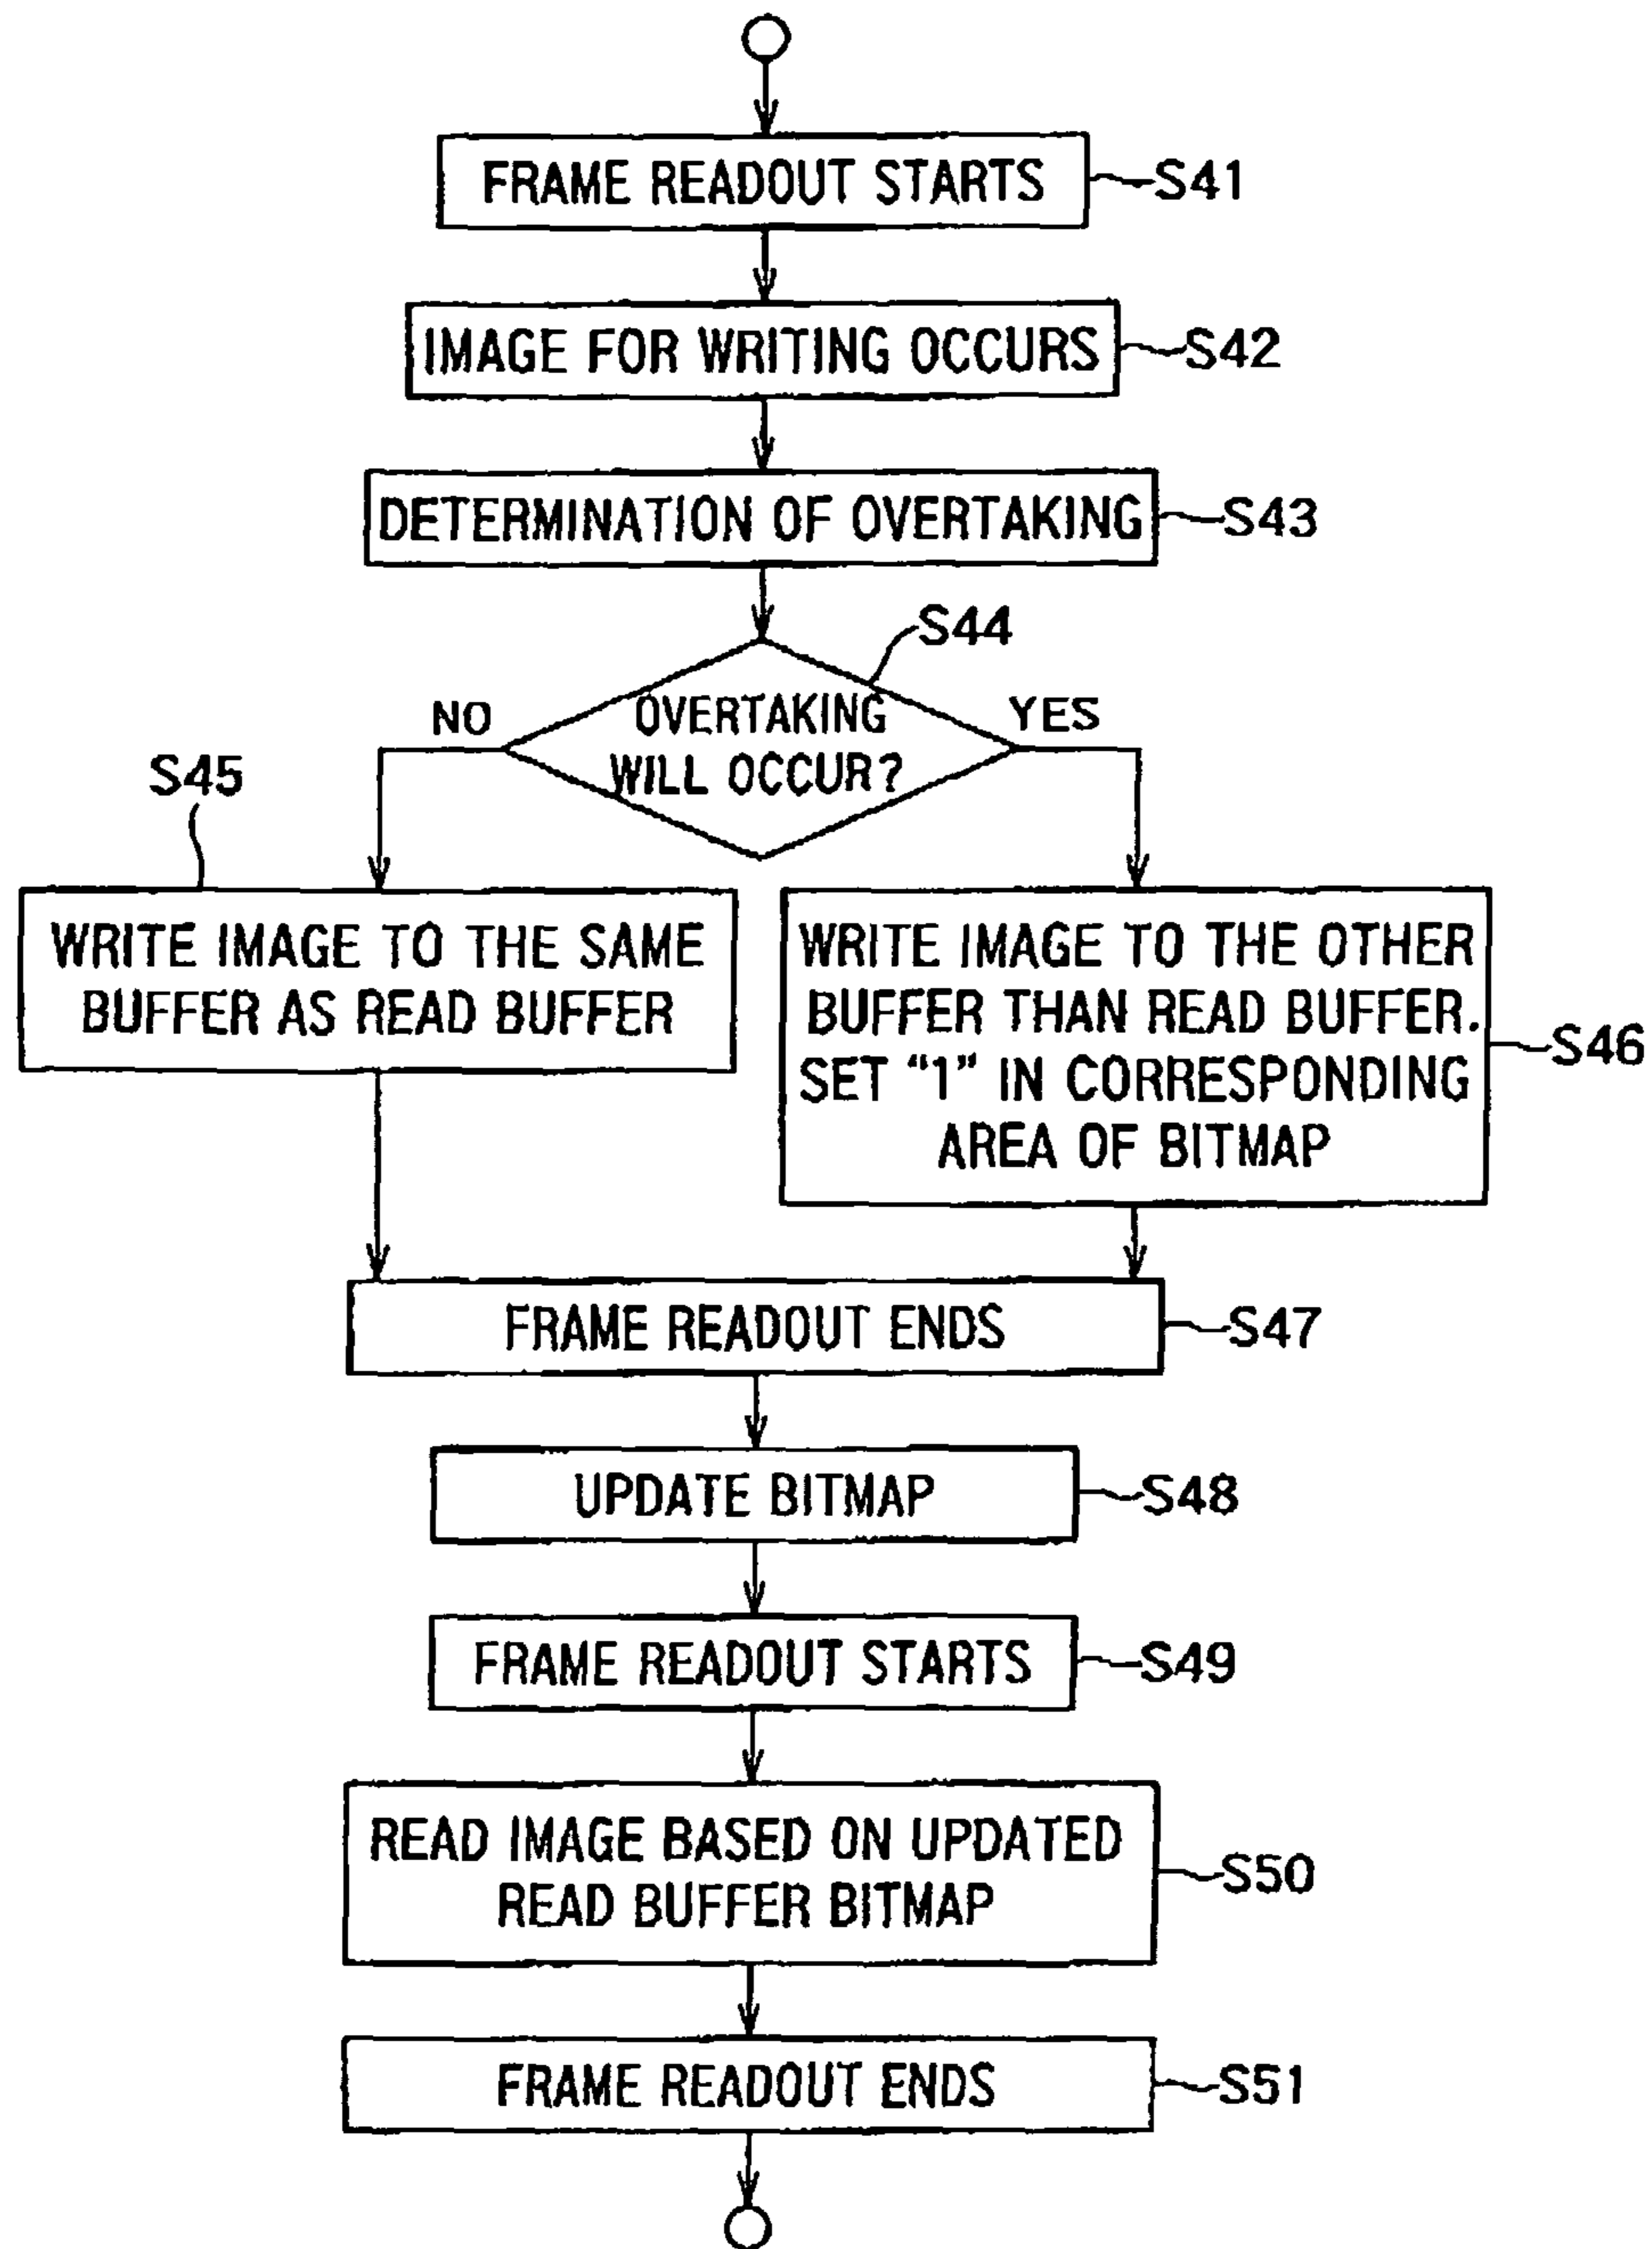 FRAME READOUT STARTS
S41
IMAGE FOR WRITING OCCURS
S42
DETERMINATION OF OVERTAKING
S43
S44
NO
OVERTAKING
WILL OCCUR?
YES
S45
WRITE IMAGE TO THE SAME
BUFFER AS READ BUFFER
WRITE IMAGE TO THE OTHER
BUFFER THAN READ BUFFER.
SET “1” IN CORRESPONDING
AREA OF BITMAP
S46
FRAME READOUT ENDS
S47
UPDATE BITMAP
S48
FRAME READOUT STARTS
S49
READ IMAGE BASED ON UPDATED
READ BUFFER BITMAP
S50
FRAME READOUT ENDS
S51